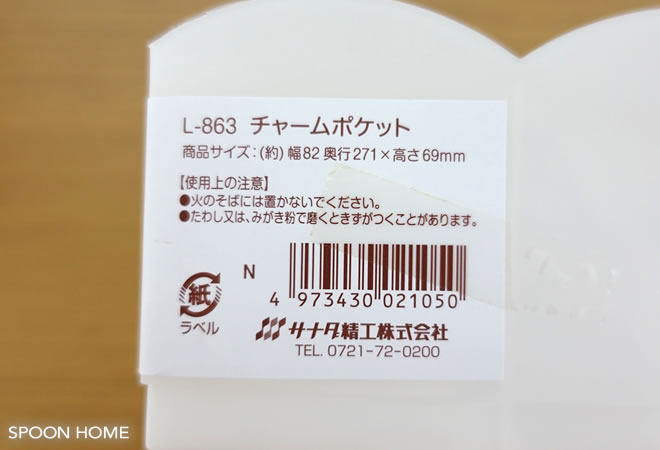 L-863 チャームポケット
商品サイズ:(約)幅82 奥行271×高さ69mm
【使用上の注意】
●火のそばには置かないでください。
●たわし又は、みがき粉で磨くときずがつくことがあります。
N
4 973430 021050
紙
ラベル
サナダ精工株式会社
TEL. 0721-72-0200
SPOON HOME